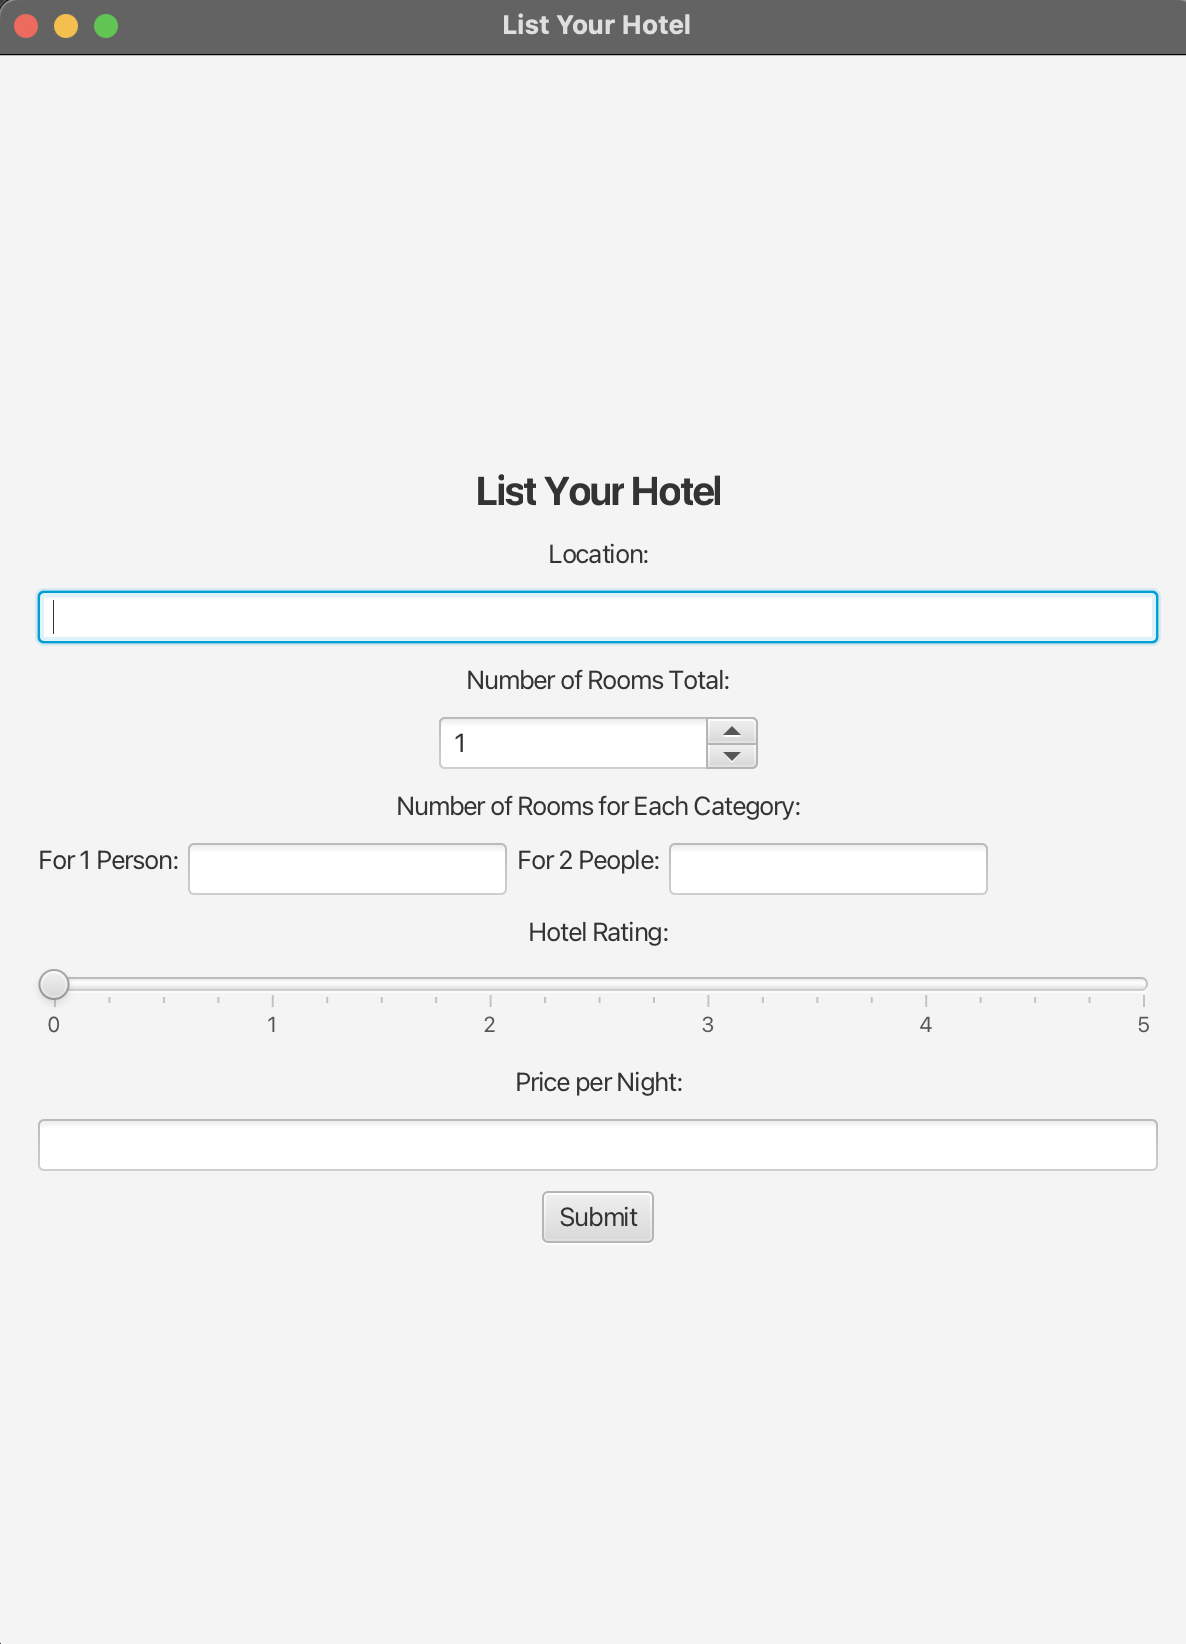 List Your Hotel
List Your Hotel
Location:
Number of Rooms Total:
1
Number of Rooms for Each Category:
For 1 Person: For 2 People:
Hotel Rating:
0 1 2 3 4 5
Price per Night:
Submit